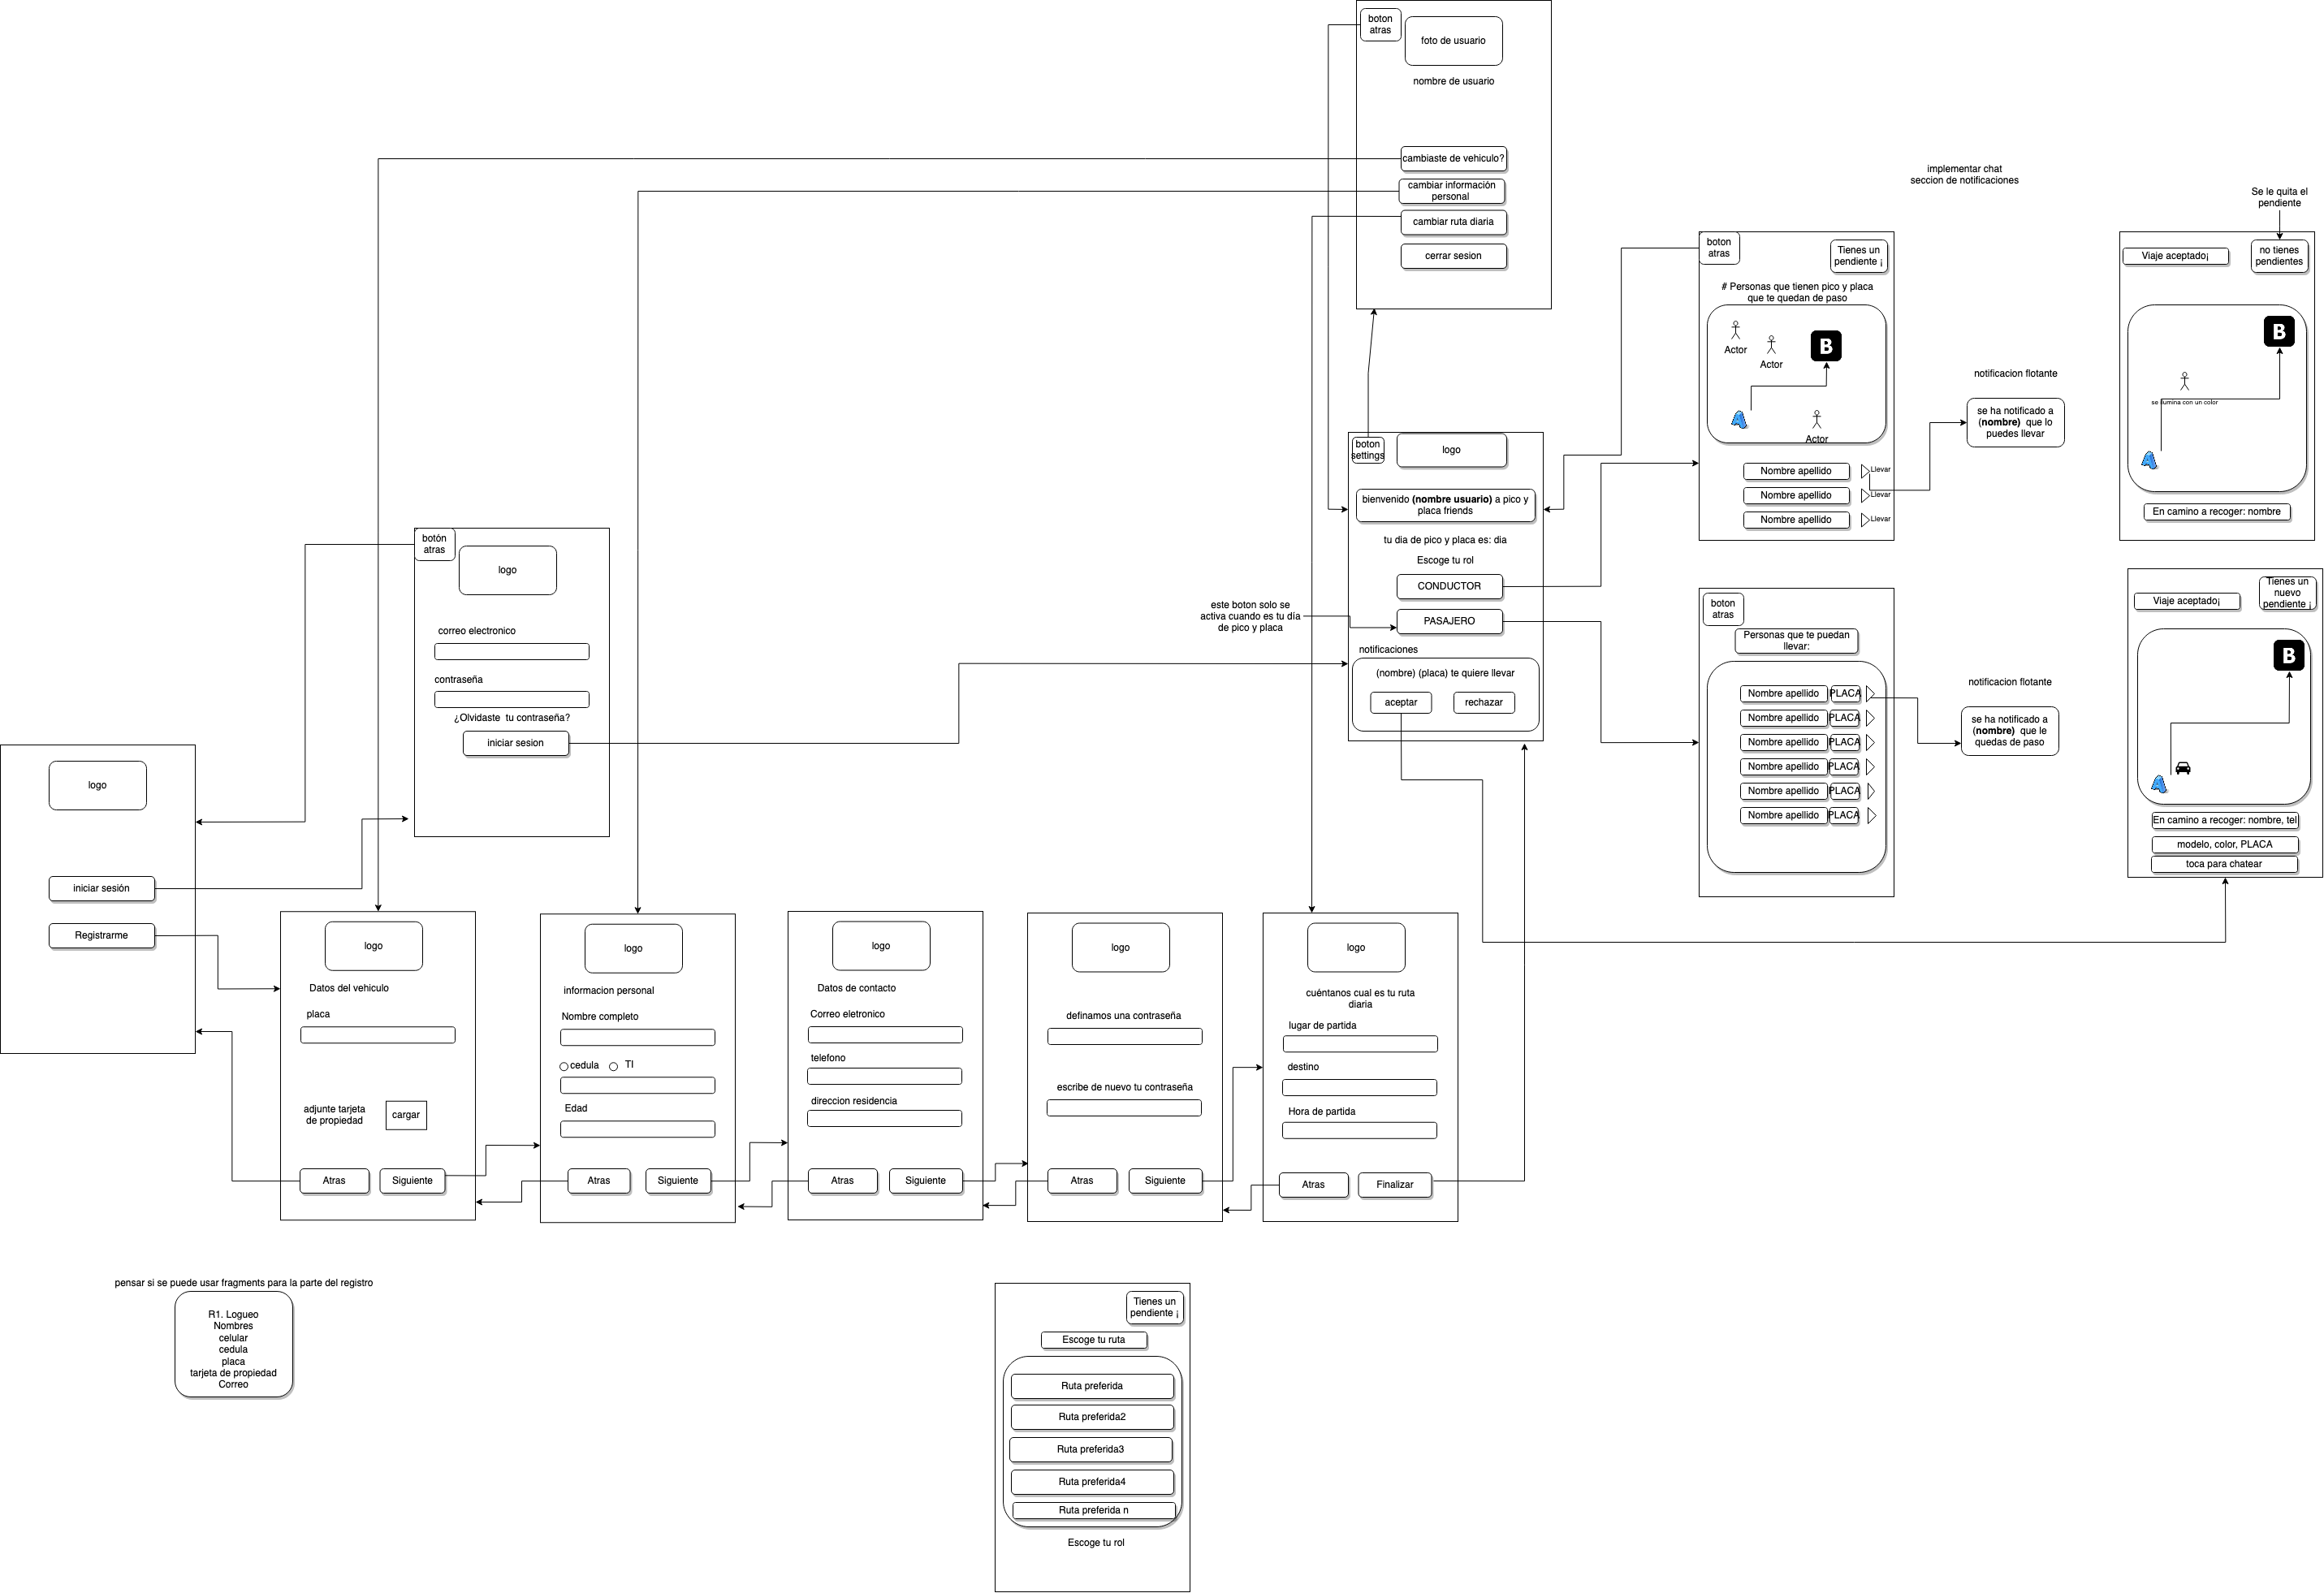 boton
atras
foto de usuario
nombre de usuario
cambiaste de vehiculo?
cambiar información
personal
cambiar ruta diaria
cerrar sesion
implementar chat
seccion de notificaciones
Se le quita el
pendiente
boton
atras
Tienes un
pendiente ¡
# Personas que tienen pico y placa
que te quedan de paso
Actor
Actor
B
Actor
Nombre apellido
Llevar
Nombre apellido
Llevar
Nombre apellido
Llevar
notificacion flotante
se ha notificado a
(nombre) que lo
puedes llevar
Viaje aceptado¡
no tienes
pendientes
B
se ilumina con un color
En camino a recoger: nombre
boton
settings
logo
bienvenido (nombre usuario) a pico y
placa friends
tu dia de pico y placa es: dia
Escoge tu rol
CONDUCTOR
este boton solo se
activa cuando es tu día
de pico y placa
PASAJERO
notificaciones
(nombre) (placa) te quiere llevar
aceptar
rechazar
boton
atras
Personas que te puedan
llevar:
Nombre apellido
PLACA
Nombre apellido
PLACA
Nombre apellido
PLACA
Nombre apellido
PLACA
Nombre apellido
PLACA
Nombre apellido
PLACA
notificacion flotante
se ha notificado a
(nombre) que le
quedas de paso
Viaje aceptado¡
Tienes un
nuevo
pendiente ¡
B
En camino a recoger: nombre, tel
modelo, color, PLACA
toca para chatear
botón
atras
logo
correo electronico
contraseña
¿Olvidaste tu contraseña?
iniciar sesion
logo
iniciar sesión
Registrarme
logo
Datos del vehiculo
placa
adjunte tarjeta
de propiedad
cargar
Atras
Siguiente
logo
informacion personal
Nombre completo
cedula
TI
Edad
Atras
Siguiente
logo
Datos de contacto
Correo eletronico
telefono
direccion residencia
Atras
Siguiente
logo
definamos una contraseña
escribe de nuevo tu contraseña
Atras
Siguiente
logo
cuéntanos cual es tu ruta
diaria
lugar de partida
destino
Hora de partida
Atras
Finalizar
pensar si se puede usar fragments para la parte del registro
R1. Logueo
Nombres
celular
cedula
placa
tarjeta de propiedad
Correo
Tienes un
pendiente ¡
Escoge tu ruta
Ruta preferida
Ruta preferida2
Ruta preferida3
Ruta preferida4
Ruta preferida n
Escoge tu rol